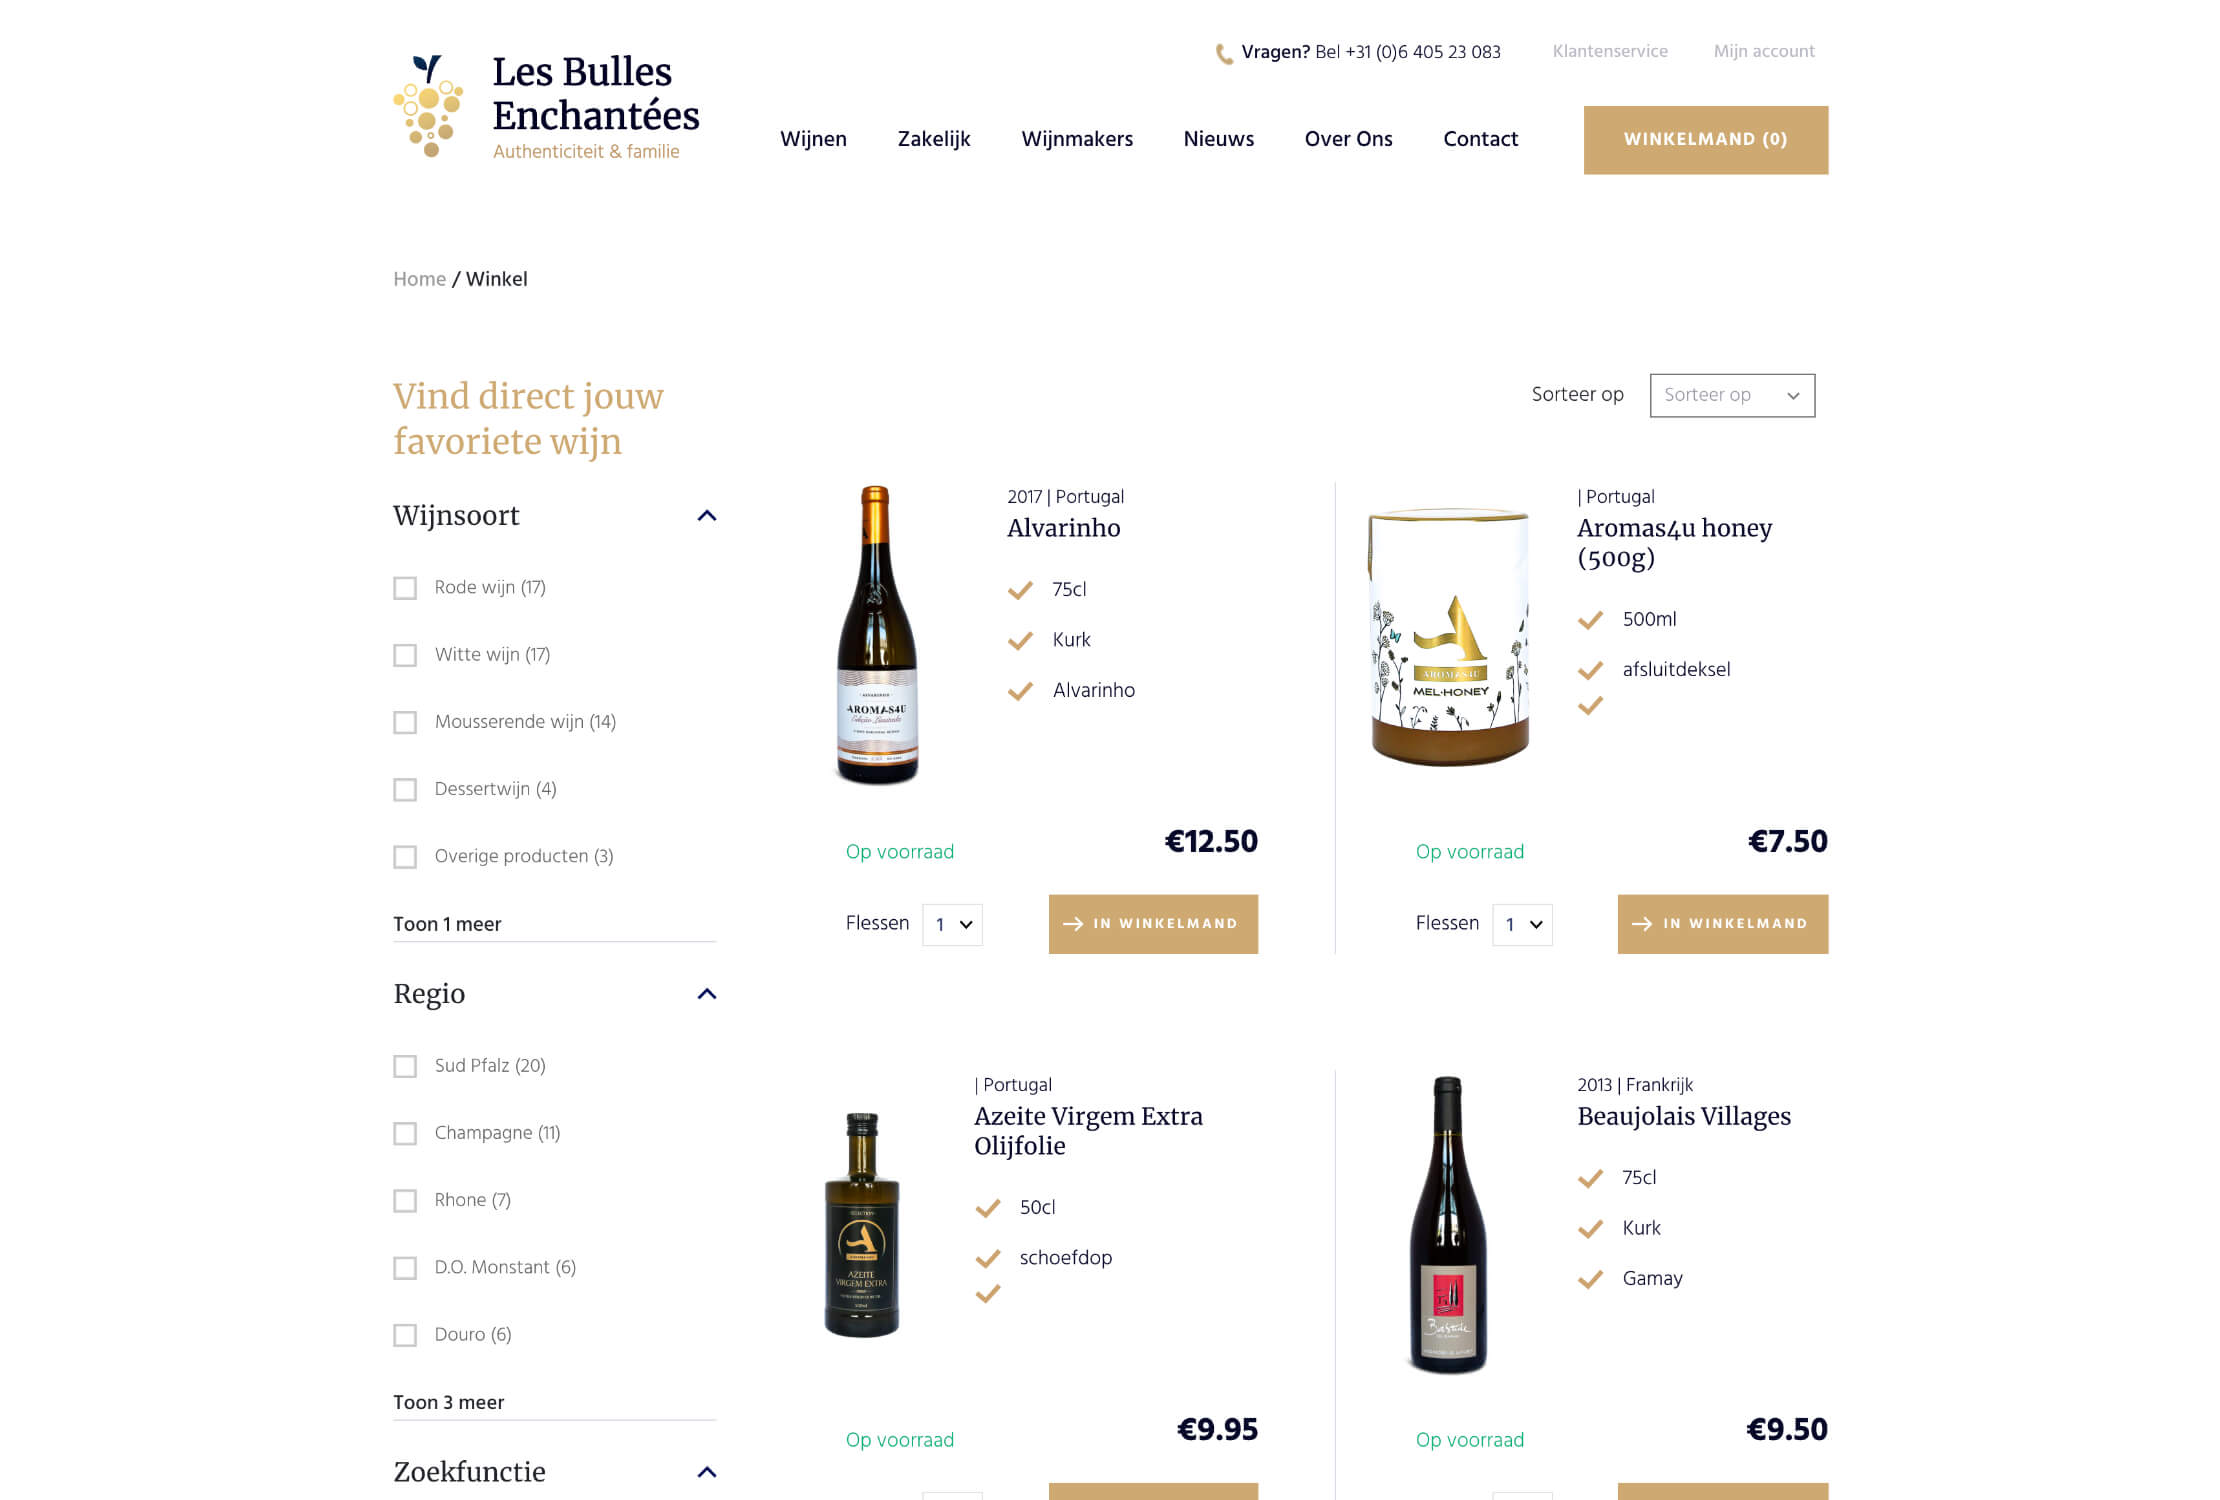 Les Bulles
Enchantées
Authenticiteit & familie
Vragen? Bel +31 (0)6 405 23 083
Klantenservice
Mijn account
Wijnen
Zakelijk
Wijnmakers
Nieuws
Over Ons
Contact
WINKELMAND (0)
Home / Winkel
Vind direct jouw
favoriete wijn
Sorteer op
Sorteer op
Wijnsoort
Rode wijn (17)
Witte wijn (17)
Mousserende wijn (14)
Dessertwijn (4)
Overige producten (3)
Toon 1 meer
Regio
Sud Pfalz (20)
Champagne (11)
Rhone (7)
D.O. Monstant (6)
Douro (6)
Toon 3 meer
Zoekfunctie
2017 | Portugal
Alvarinho
75cl
Kurk
Alvarinho
ALVARINHO
AROMAS4U
Edição Limitada
Op voorraad
€12.50
Flessen
1
IN WINKELMAND
| Portugal
Aromas4u honey
(500g)
500ml
afsluitdeksel
AROMAS4U
MEL·HONEY
Op voorraad
€7.50
Flessen
1
IN WINKELMAND
| Portugal
Azeite Virgem Extra
Olijfolie
50cl
schoefdop
AZEITE
VIRGEM EXTRA
Op voorraad
€9.95
2013 | Frankrijk
Beaujolais Villages
75cl
Kurk
Gamay
Op voorraad
€9.50